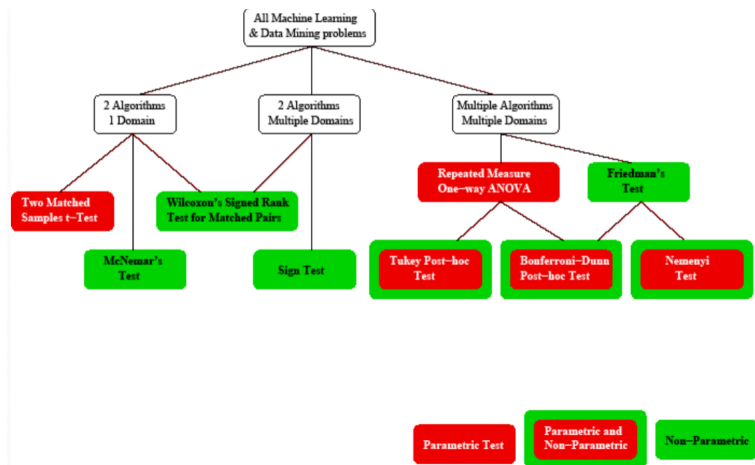 All Machine Learning
& Data Mining problems
2 Algorithms
1 Domain
2 Algorithms
Multiple Domains
Multiple Algorithms
Multiple Domains
Two Matched
Samples t-Test
Wilcoxon's Signed Rank
Test for Matched Pairs
Repeated Measure
One-way ANOVA
Friedman's
Test
McNemar's
Test
Sign Test
Tukey Post-hoc
Test
Bonferroni-Dunn
Post-hoc Test
Nemenyi
Test
Parametric Test
Parametric and
Non-Parametric
Non-Parametric